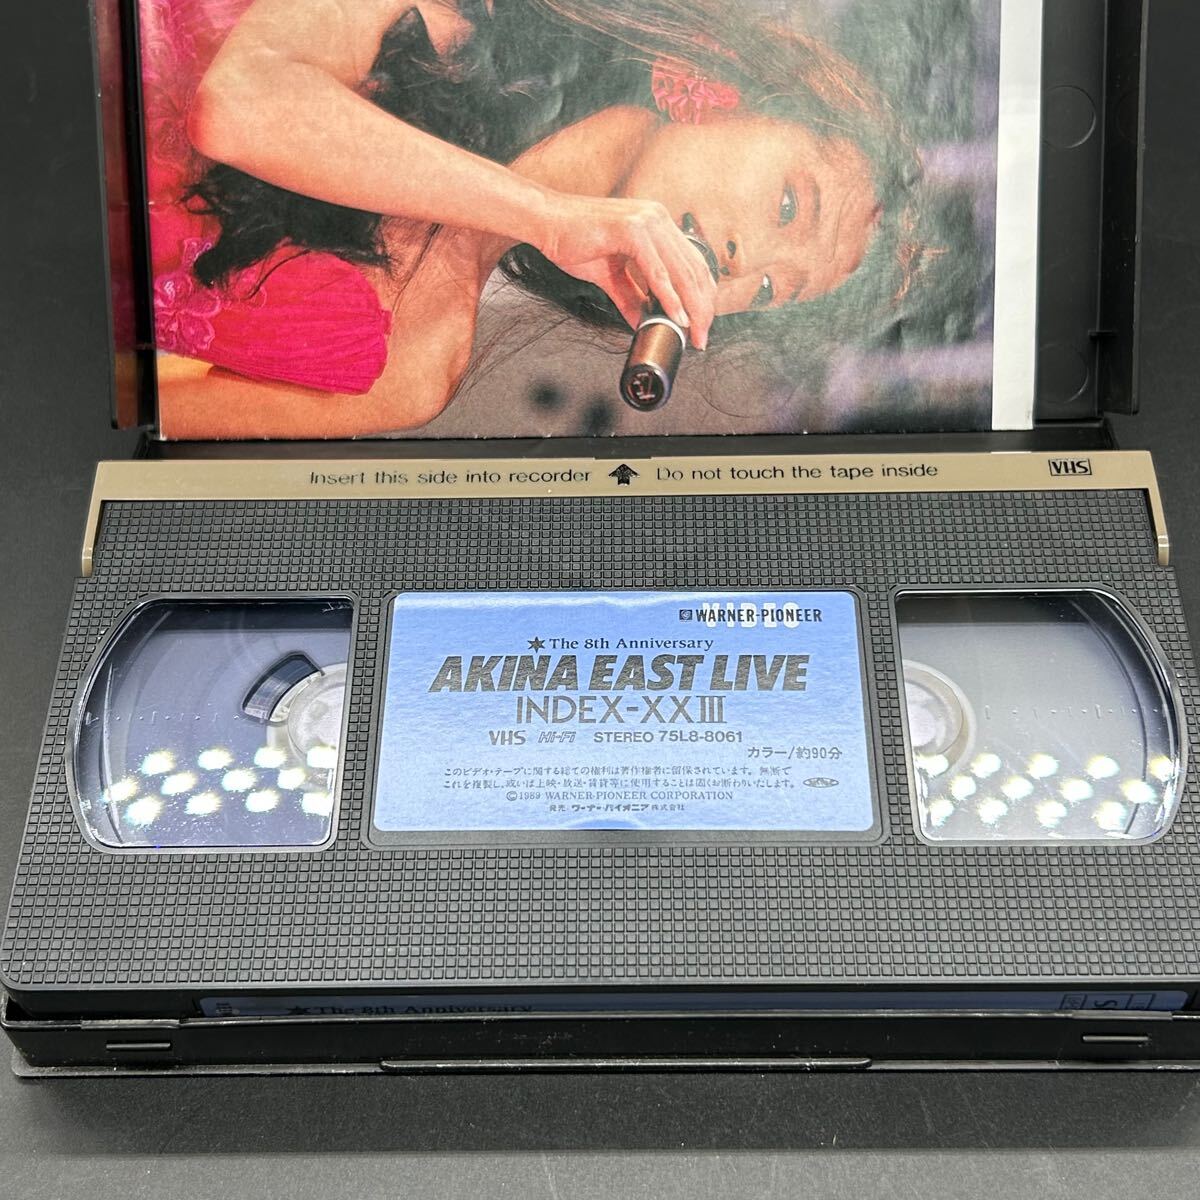 Insert this side into recorder Do not touch the tape inside VHS
VIDEO
WARNER-PIONEER
The 8th Anniversary
AKINA EAST LIVE
INDEX-XXIII
VHS Hi-Fi STEREO 75L8-8061
カラー/約90分
このビデオ・テープに関する総ての権利は著作権者に留保されています。無断で
これを複製し、或いは上映・放送・賃貸等に使用することは固くお断わりいたします。
©1989 WARNER-PIONEER CORPORATION
発売 ワーナー・パイオニア株式会社
The 8th Anniversary